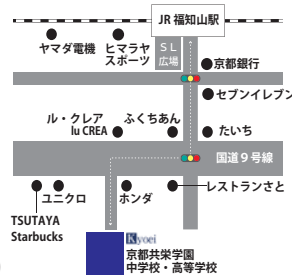 JR 福知山駅
ヤマダ電機
ヒマラヤ
スポーツ
SL
広場
京都銀行
セブンイレブン
ル・クレア
lu CREA
ふくちあん
たいち
国道９号線
ユニクロ
ホンダ
レストランさと
TSUTAYA
Starbucks
Kyoei
京都共栄学園
中学校・高等学校